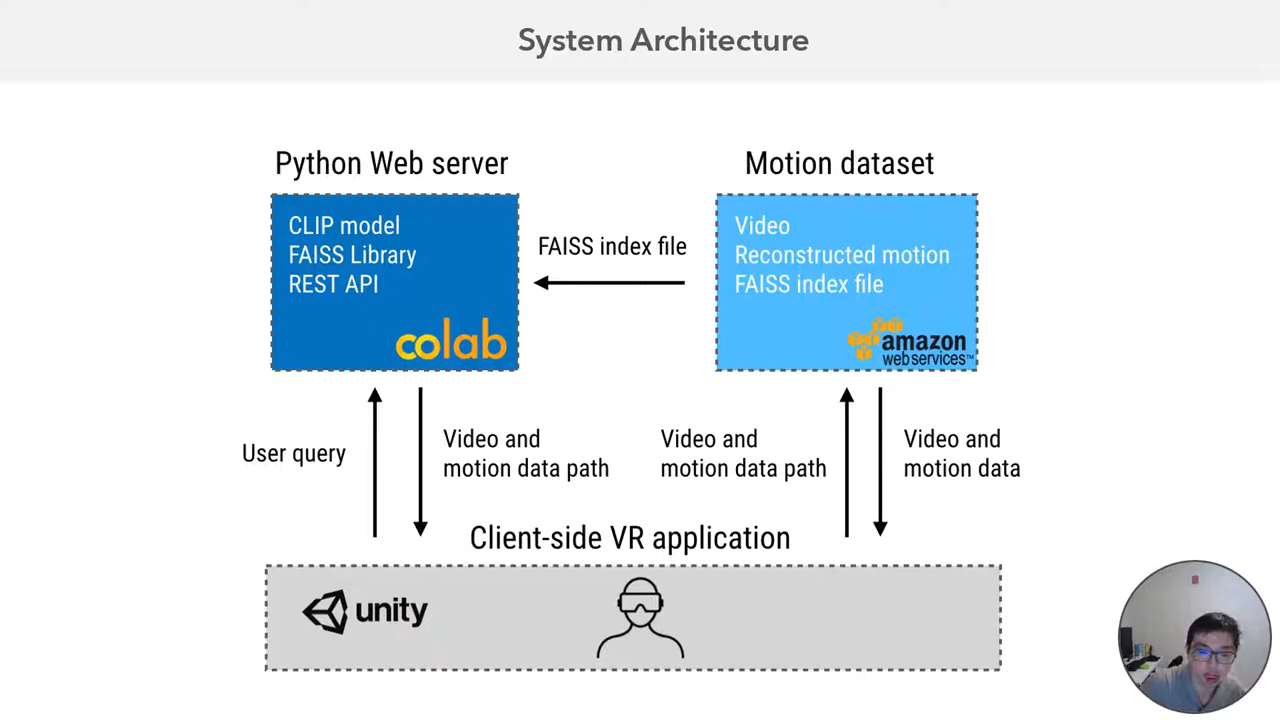 System Architecture
Python Web server
CLIP model
FAISS Library
REST API
colab
FAISS index file
Motion dataset
Video
Reconstructed motion
FAISS index file
amazon
web services™
User query
Video and
motion data path
Video and
motion data path
Video and
motion data
Client-side VR application
unity